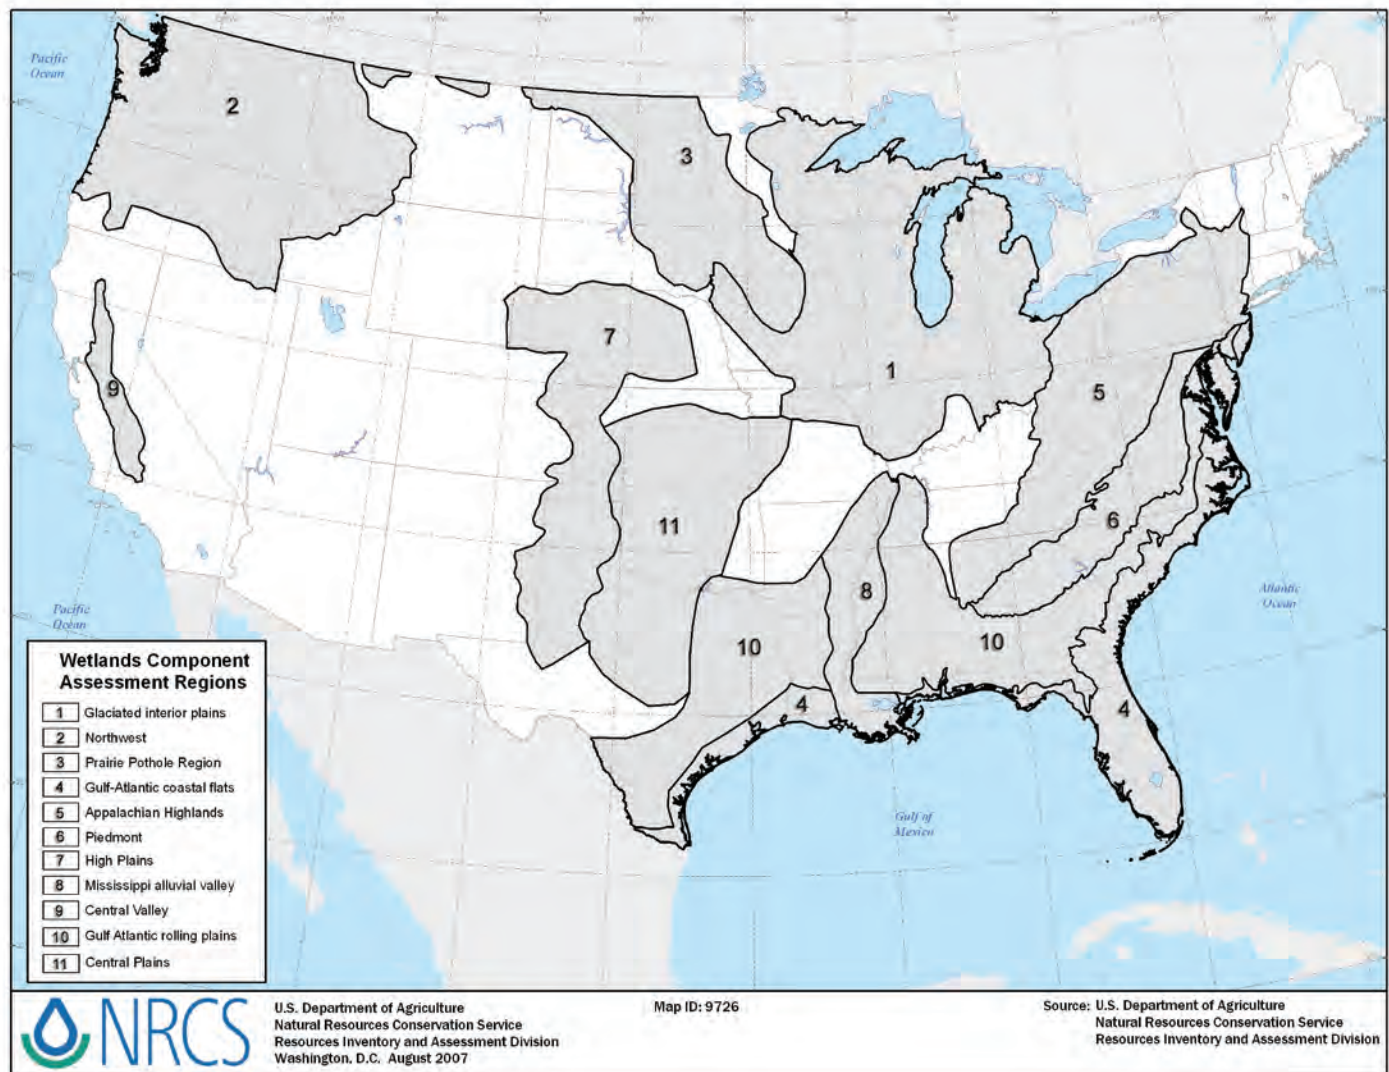 Pacific
Ocean
2
3
7
1
9
5
11
6
8
10
10
4
4
Pacific
Ocean
Atlantic
Ocean
Gulf of
Mexico
Wetlands Component
Assessment Regions
1 Glaciated interior plains
2 Northwest
3 Prairie Pothole Region
4 Gulf-Atlantic coastal flats
5 Appalachian Highlands
6 Piedmont
7 High Plains
8 Mississippi alluvial valley
9 Central Valley
10 Gulf Atlantic rolling plains
11 Central Plains
NRCS
U.S. Department of Agriculture
Natural Resources Conservation Service
Resources Inventory and Assessment Division
Washington, D.C. August 2007
Map ID: 9726
Source: U.S. Department of Agriculture
Natural Resources Conservation Service
Resources Inventory and Assessment Division